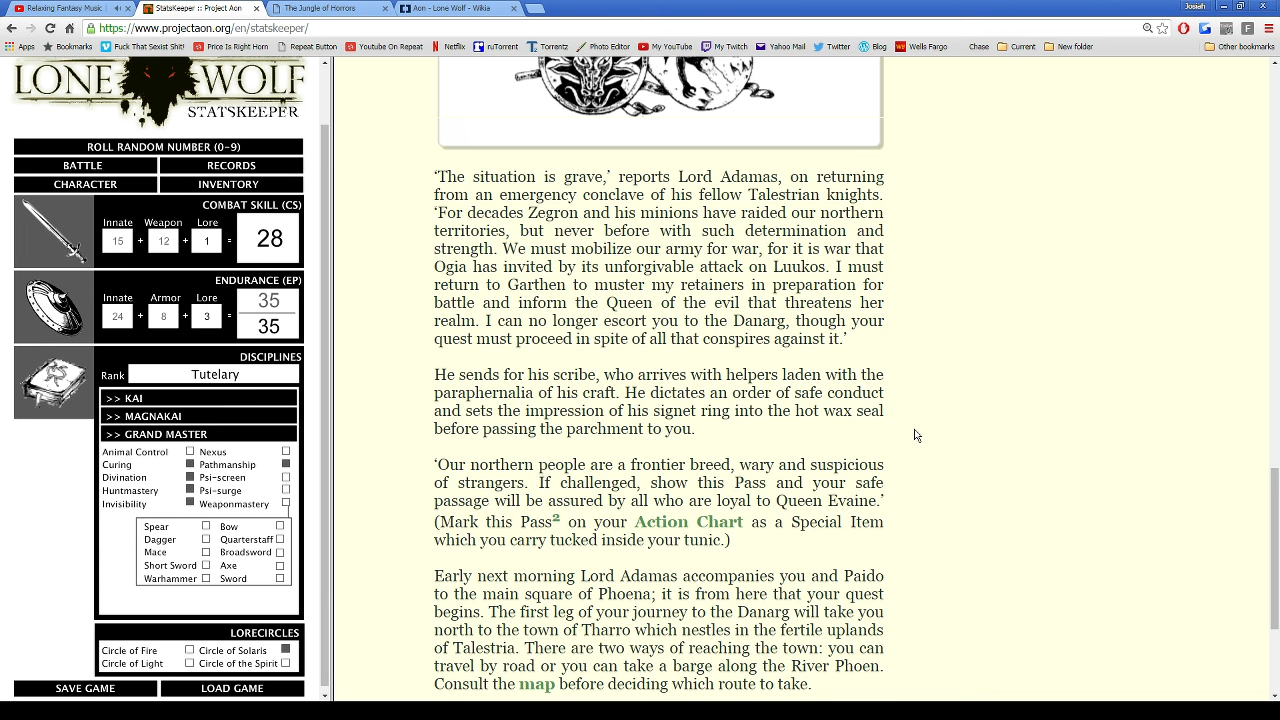 Relaxing Fantasy Music
StatsKeeper :: Project Aon
The Jungle of Horrors
Aon - Lone Wolf - Wikia
Josiah
https://www.projectaon.org/en/statskeeper/
Apps
Bookmarks
Fuck That Sexist Shit!
Price Is Right Horn
Repeat Button
Youtube On Repeat
Netflix
ruTorrent
Torrentz
Photo Editor
My YouTube
My Twitch
Yahoo Mail
Twitter
Blog
Wells Fargo
Chase
Current
New folder
Other bookmarks
LONE WOLF
STATSKEEPER
ROLL RANDOM NUMBER (0-9)
BATTLE
RECORDS
CHARACTER
INVENTORY
COMBAT SKILL (CS)
Innate Weapon Lore
15 + 12 + 1 = 28
ENDURANCE (EP)
Innate Armor Lore
35
24 + 8 + 3 =
35
DISCIPLINES
Rank Tutelary
>> KAI
>> MAGNAKAI
>> GRAND MASTER
Animal Control Nexus
Curing Pathmanship
Divination Psi-screen
Huntmastery Psi-surge
Invisibility Weaponmastery
Spear Bow
Dagger Quarterstaff
Mace Broadsword
Short Sword Axe
Warhammer Sword
LORECIRCLES
Circle of Fire Circle of Solaris
Circle of Light Circle of the Spirit
SAVE GAME
LOAD GAME
‘The situation is grave,’ reports Lord Adamas, on returning
from an emergency conclave of his fellow Talestrian knights.
‘For decades Zegron and his minions have raided our northern
territories, but never before with such determination and
strength. We must mobilize our army for war, for it is war that
Ogia has invited by its unforgivable attack on Luukos. I must
return to Garthen to muster my retainers in preparation for
battle and inform the Queen of the evil that threatens her
realm. I can no longer escort you to the Danarg, though your
quest must proceed in spite of all that conspires against it.’
He sends for his scribe, who arrives with helpers laden with the
paraphernalia of his craft. He dictates an order of safe conduct
and sets the impression of his signet ring into the hot wax seal
before passing the parchment to you.
‘Our northern people are a frontier breed, wary and suspicious
of strangers. If challenged, show this Pass and your safe
passage will be assured by all who are loyal to Queen Evaine.’
(Mark this Pass2 on your Action Chart as a Special Item
which you carry tucked inside your tunic.)
Early next morning Lord Adamas accompanies you and Paido
to the main square of Phoena; it is from here that your quest
begins. The first leg of your journey to the Danarg will take you
north to the town of Tharro which nestles in the fertile uplands
of Talestria. There are two ways of reaching the town: you can
travel by road or you can take a barge along the River Phoen.
Consult the map before deciding which route to take.